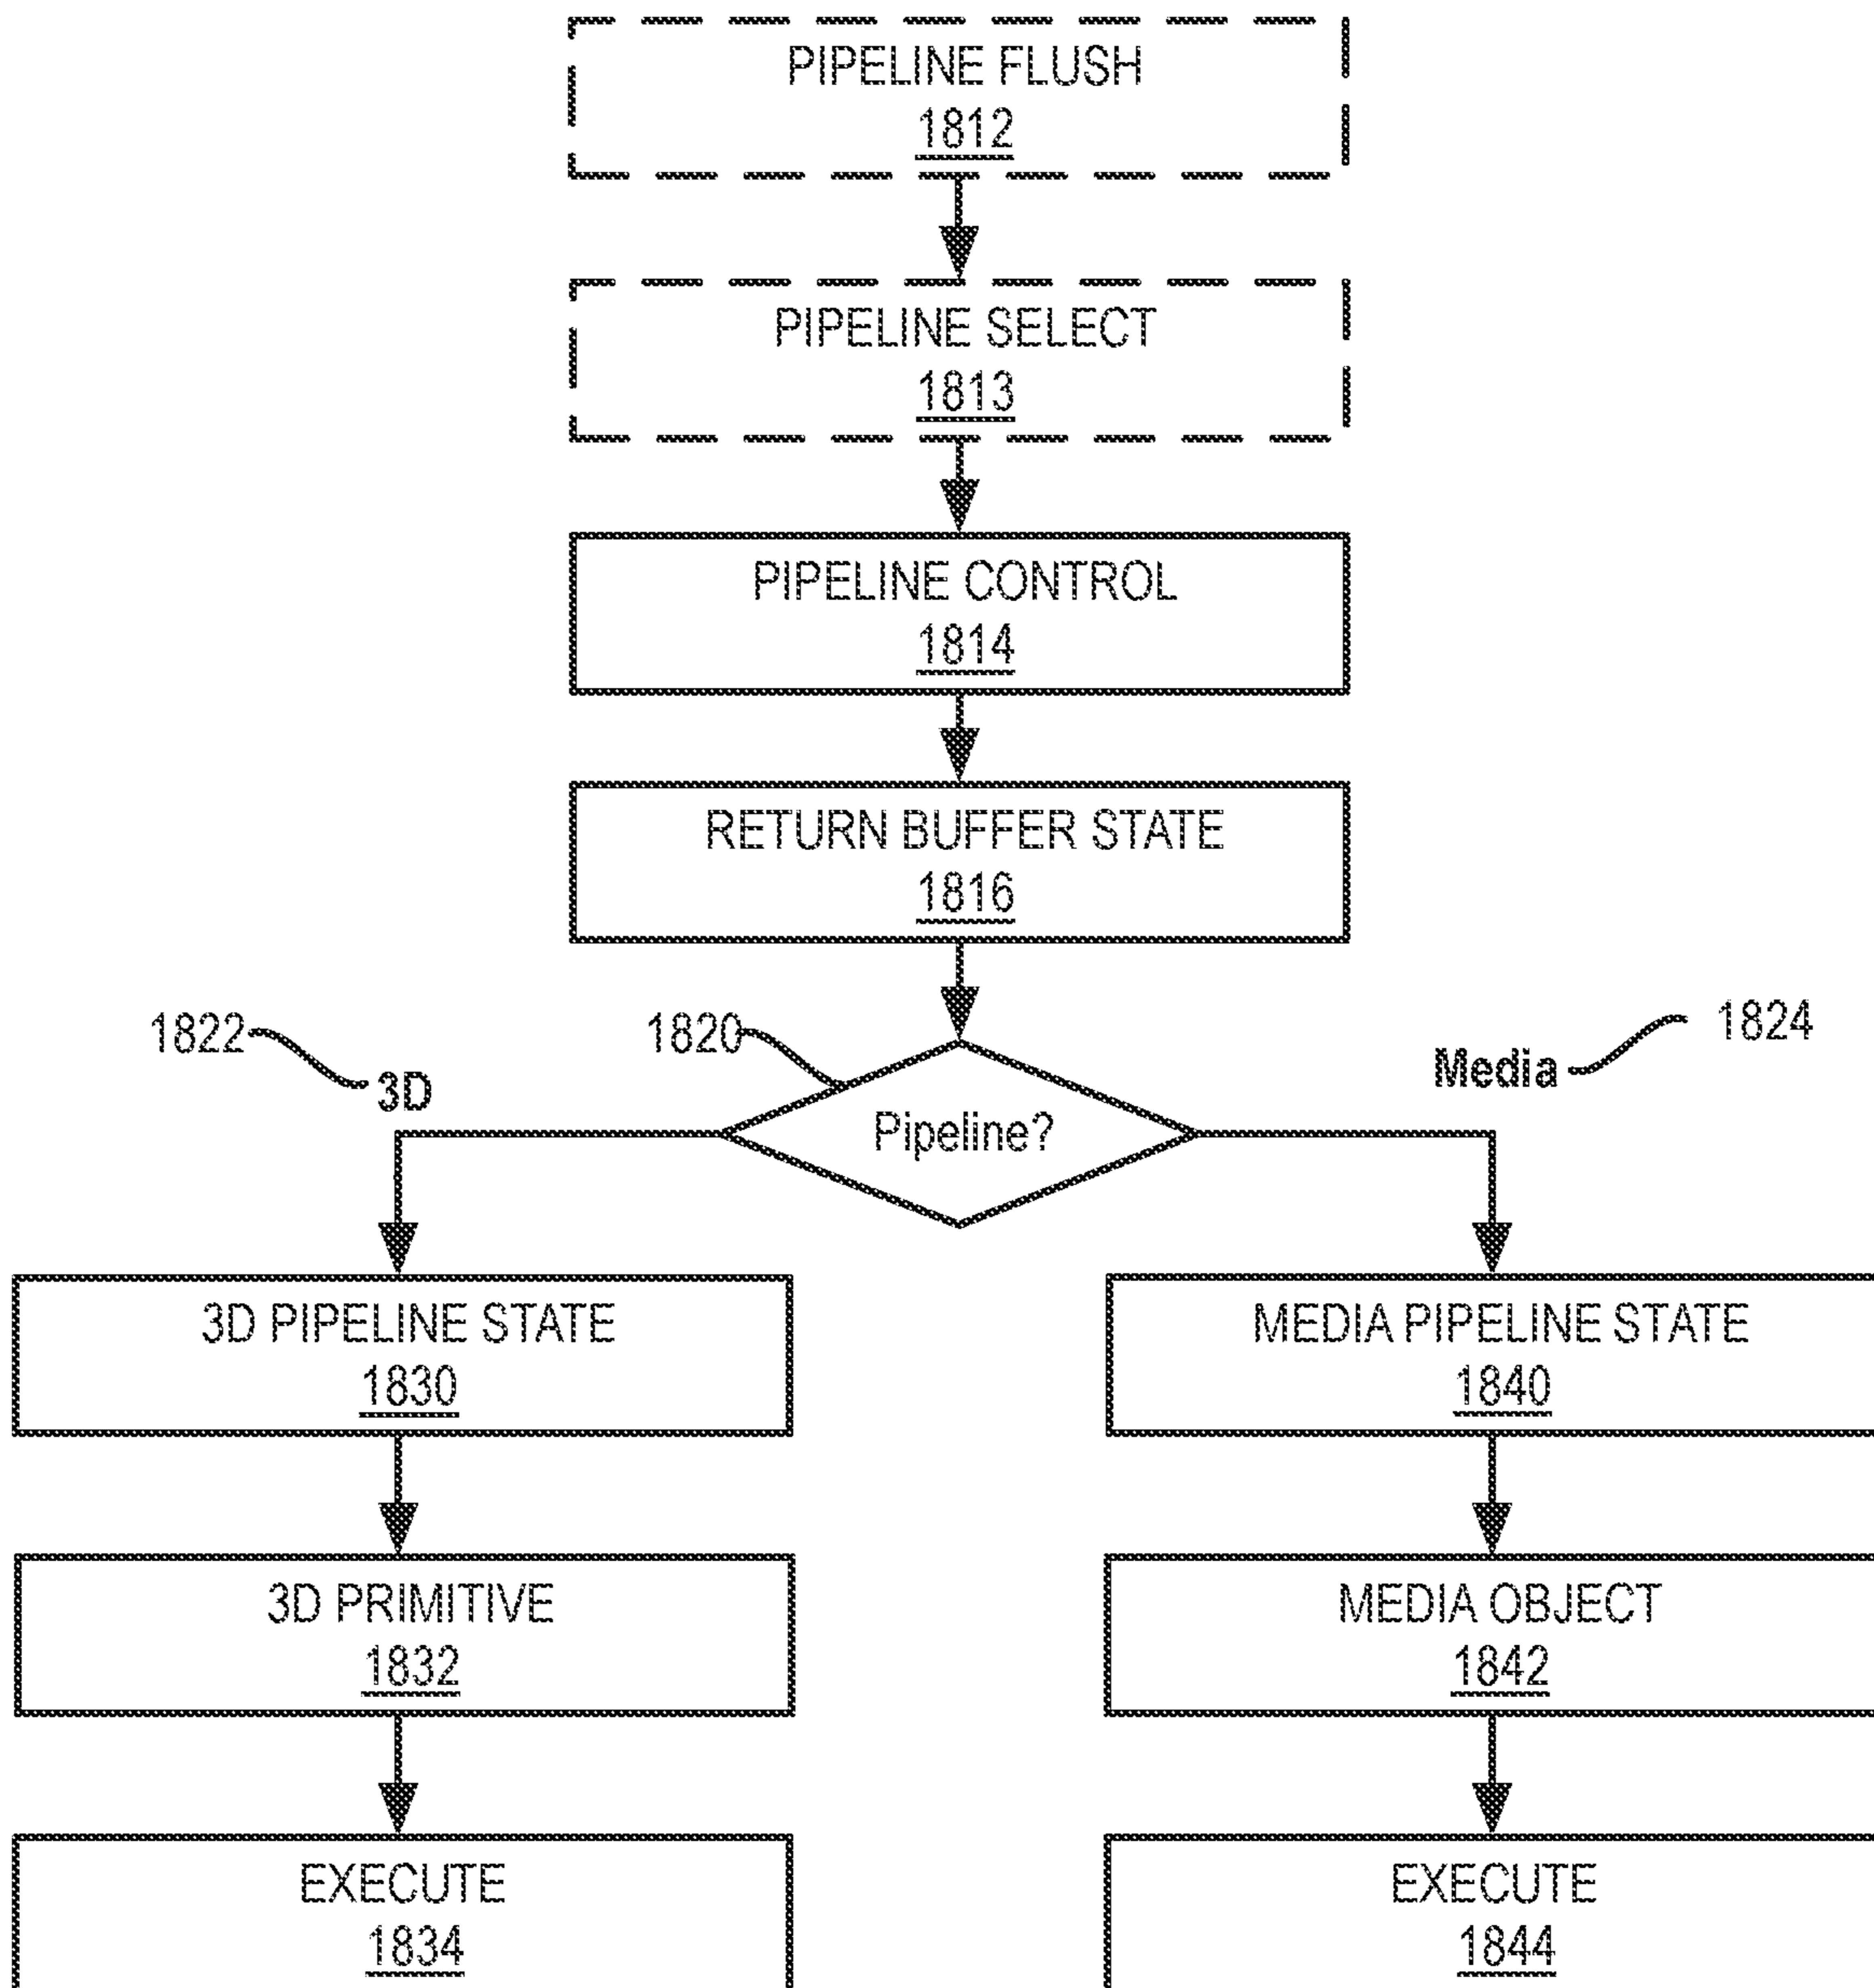 PIPELINE FLUSH
1812
PIPELINE SELECT
1813
PIPELINE CONTROL
1814
RETURN BUFFER STATE
1816
1822
3D
1820
Pipeline?
Media
1824
3D PIPELINE STATE
1830
MEDIA PIPELINE STATE
1840
3D PRIMITIVE
1832
MEDIA OBJECT
1842
EXECUTE
1834
EXECUTE
1844